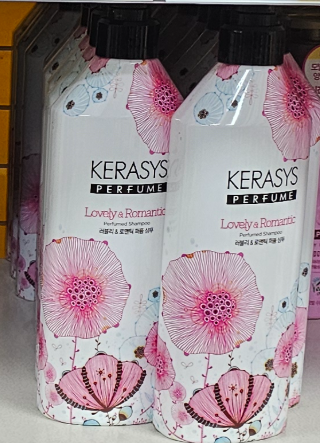 KERASYS
PERFUME
Lovely & Romantic
Perfumed Shampoo
러블리 & 로맨틱 퍼퓸 샴푸
KERASYS
PERFUME
Lovely & Romantic
Perfumed Shampoo
러블리 & 로맨틱 퍼퓸 샴푸